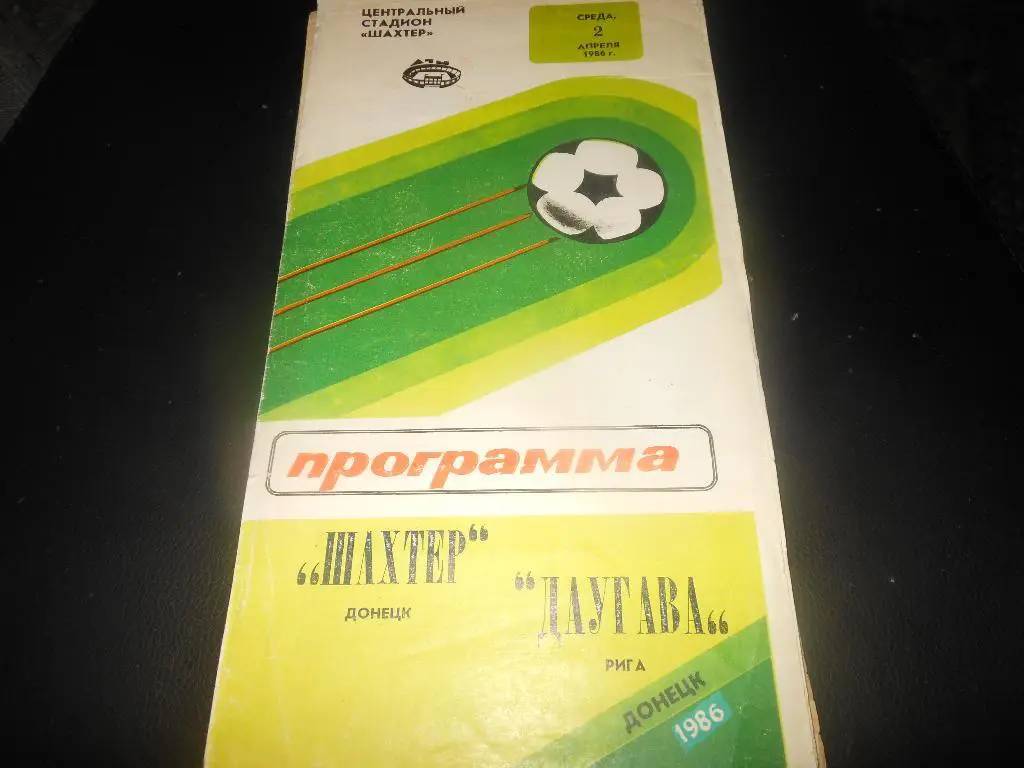 ЦЕНТРАЛЬНЫЙ
СТАДИОН
«ШАХТЕР»
СРЕДА,
2
АПРЕЛЯ
1986 г.
программа
„ШАХТЕР“
ДОНЕЦК
“ДАУГАВА„
РИГА
ДОНЕЦК
1986